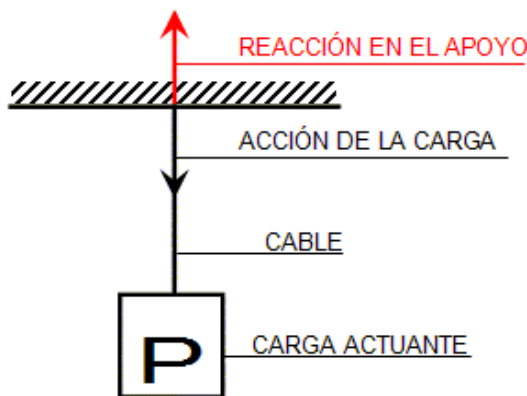 REACCIÓN EN EL APOYO
ACCIÓN DE LA CARGA
CABLE
P
CARGA ACTUANTE